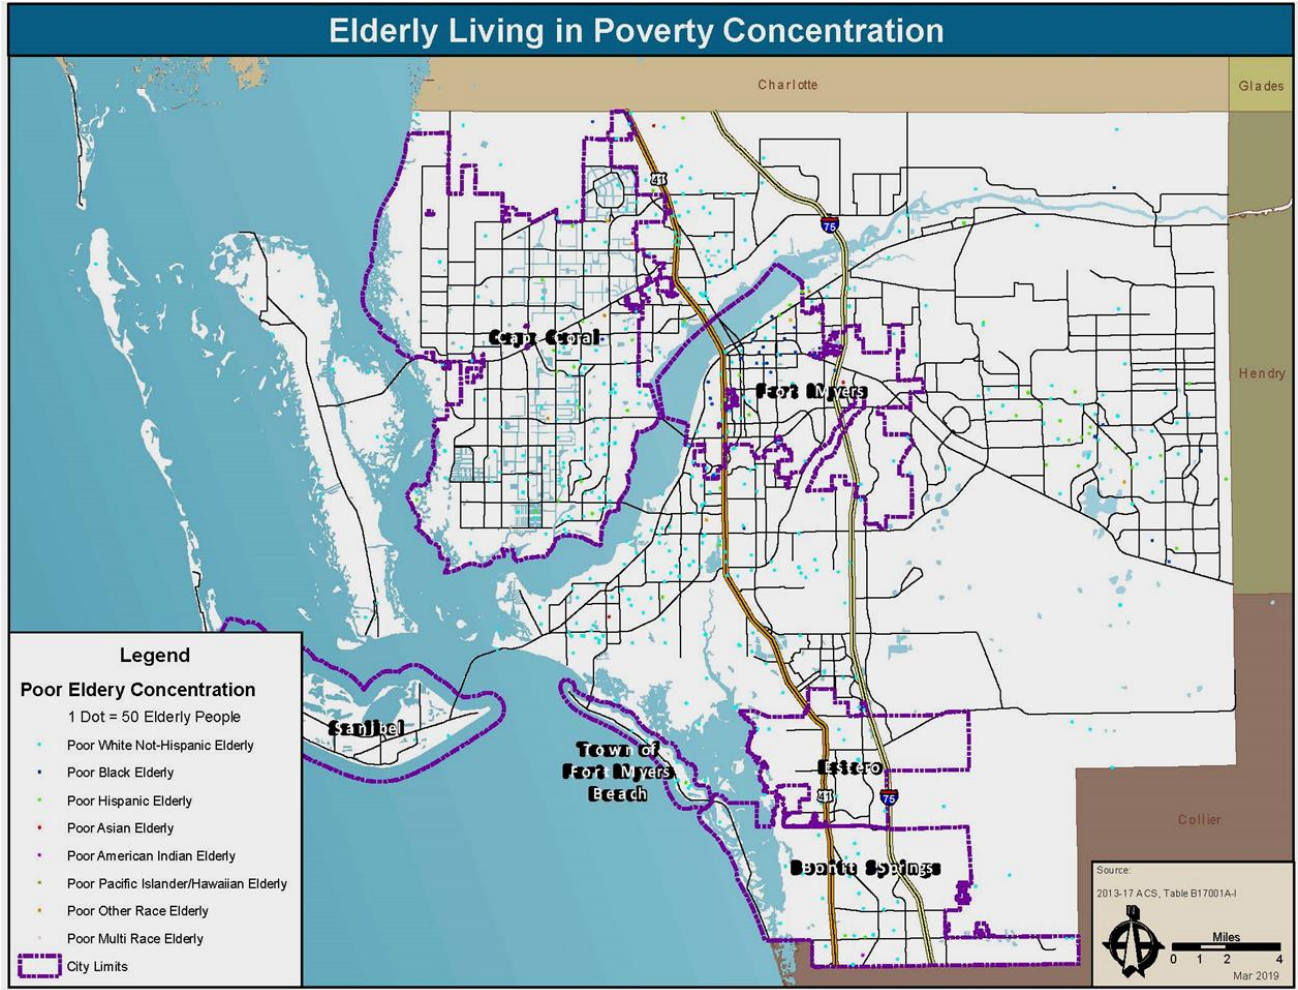 Elderly Living in Poverty Concentration
Charlotte
Glades
41
75
Cape Coral
Fort Myers
Hendry
Legend
Poor Eldery Concentration
1 Dot = 50 Elderly People
Poor White Not-Hispanic Elderly
Poor Black Elderly
Poor Hispanic Elderly
Poor Asian Elderly
Poor American Indian Elderly
Poor Pacific Islander/Hawaiian Elderly
Poor Other Race Elderly
Poor Multi Race Elderly
City Limits
Sanibel
Town of
Fort Myers
Beach
Estero
41
75
Collier
Bonita Springs
Source:
2013-17 ACS, Table B17001A-I
Miles
0 1 2 4
Mar 2019